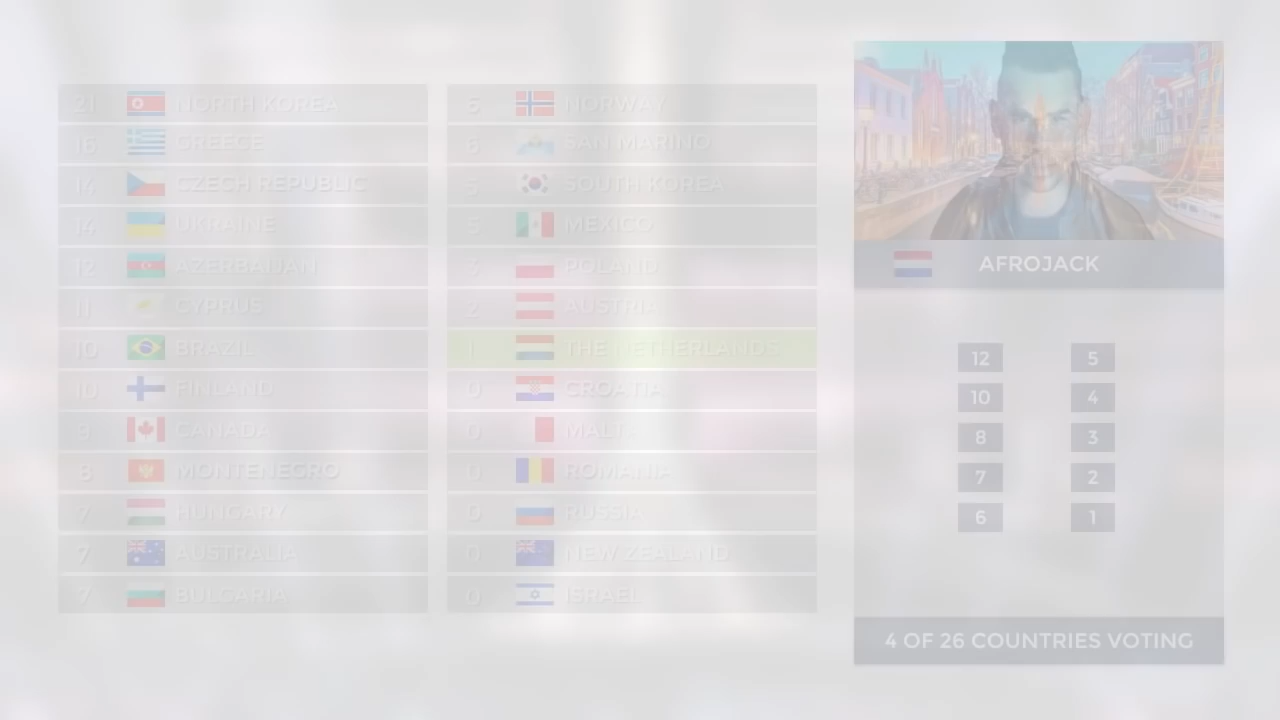 21 NORTH KOREA
16 GREECE
14 CZECH REPUBLIC
14 UKRAINE
12 AZERBAIJAN
11 CYPRUS
10 BRAZIL
10 FINLAND
9 CANADA
8 MONTENEGRO
7 HUNGARY
7 AUSTRALIA
7 BULGARIA
NORWAY
SAN MARINO
SOUTH KOREA
5 MEXICO
3 POLAND
2 AUSTRIA
1 THE NETHERLANDS
0 CROATIA
0 MALTA
0 ROMANIA
0 RUSSIA
0 NEW ZEALAND
0 ISRAEL
AFROJACK
12 5
10 4
8 3
7 2
6 1
4 OF 26 COUNTRIES VOTING